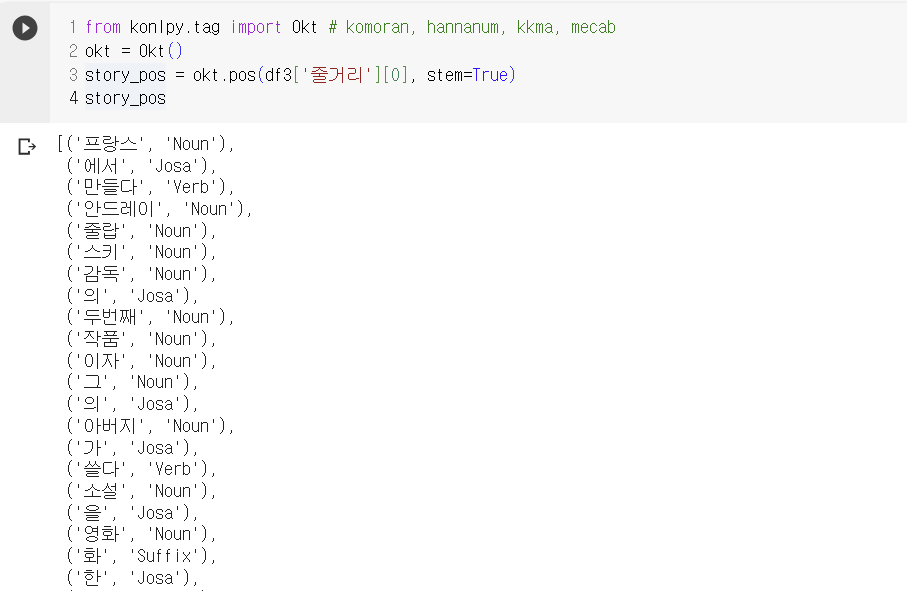 1 from konlpy.tag import Okt # komoran, hannanum, kkma, mecab
2 okt = Okt()
3 story_pos = okt.pos(df3['줄거리'][0], stem=True)
4 story_pos
[('프랑스', 'Noun'),
('에서', 'Josa'),
('만들다', 'Verb'),
('안드레이', 'Noun'),
('줄랍', 'Noun'),
('스키', 'Noun'),
('감독', 'Noun'),
('의', 'Josa'),
('두번째', 'Noun'),
('작품', 'Noun'),
('이자', 'Noun'),
('그', 'Noun'),
('의', 'Josa'),
('아버지', 'Noun'),
('가', 'Josa'),
('쓸다', 'Verb'),
('소설', 'Noun'),
('을', 'Josa'),
('영화', 'Noun'),
('화', 'Suffix'),
('한', 'Josa'),